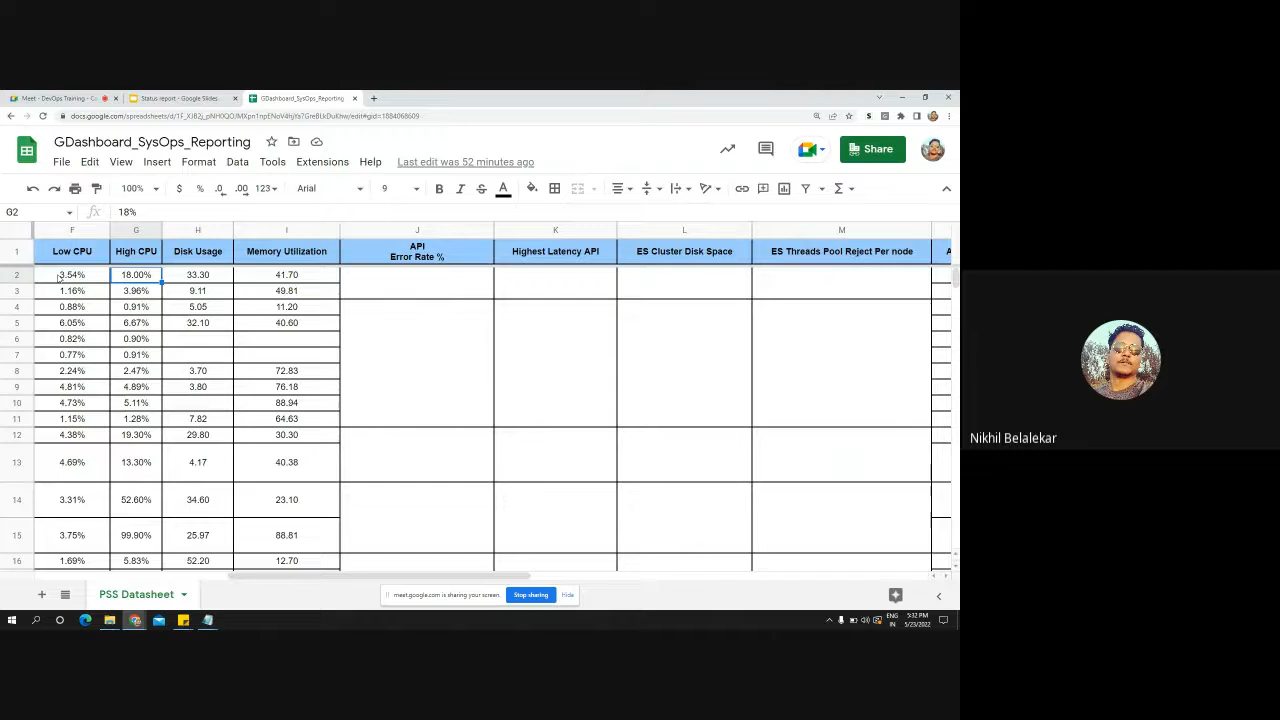 Meet - DevOps Training - C
Status report - Google Slides
GDashboard_SysOps_Reporting
GDashboard_SysOps_Reporting
File Edit View Insert Format Data Tools Extensions Help Last edit was 52 minutes ago
Share
100% $ % .0 .00 123 Arial 9 B I S A
G2 fx 18%
F G H I J K L M
1 Low CPU High CPU Disk Usage Memory Utilization API Error Rate % Highest Latency API ES Cluster Disk Space ES Threads Pool Reject Per node A
2 3.54% 18.00% 33.30 41.70
3 1.16% 3.96% 9.11 49.81
4 0.88% 0.91% 5.05 11.20
5 6.05% 6.67% 32.10 40.60
6 0.82% 0.90%
7 0.77% 0.91%
8 2.24% 2.47% 3.70 72.83
9 4.81% 4.89% 3.80 76.18
10 4.73% 5.11% 88.94
11 1.15% 1.28% 7.82 64.63
12 4.38% 19.30% 29.80 30.30
13 4.69% 13.30% 4.17 40.38
14 3.31% 52.60% 34.60 23.10
15 3.75% 99.90% 25.97 88.81
16 1.69% 5.83% 52.20 12.70
PSS Datasheet
meet.google.com is sharing your screen. Stop sharing Hide
ENG 5:32 PM
IN 5/23/2022
Nikhil Belalekar